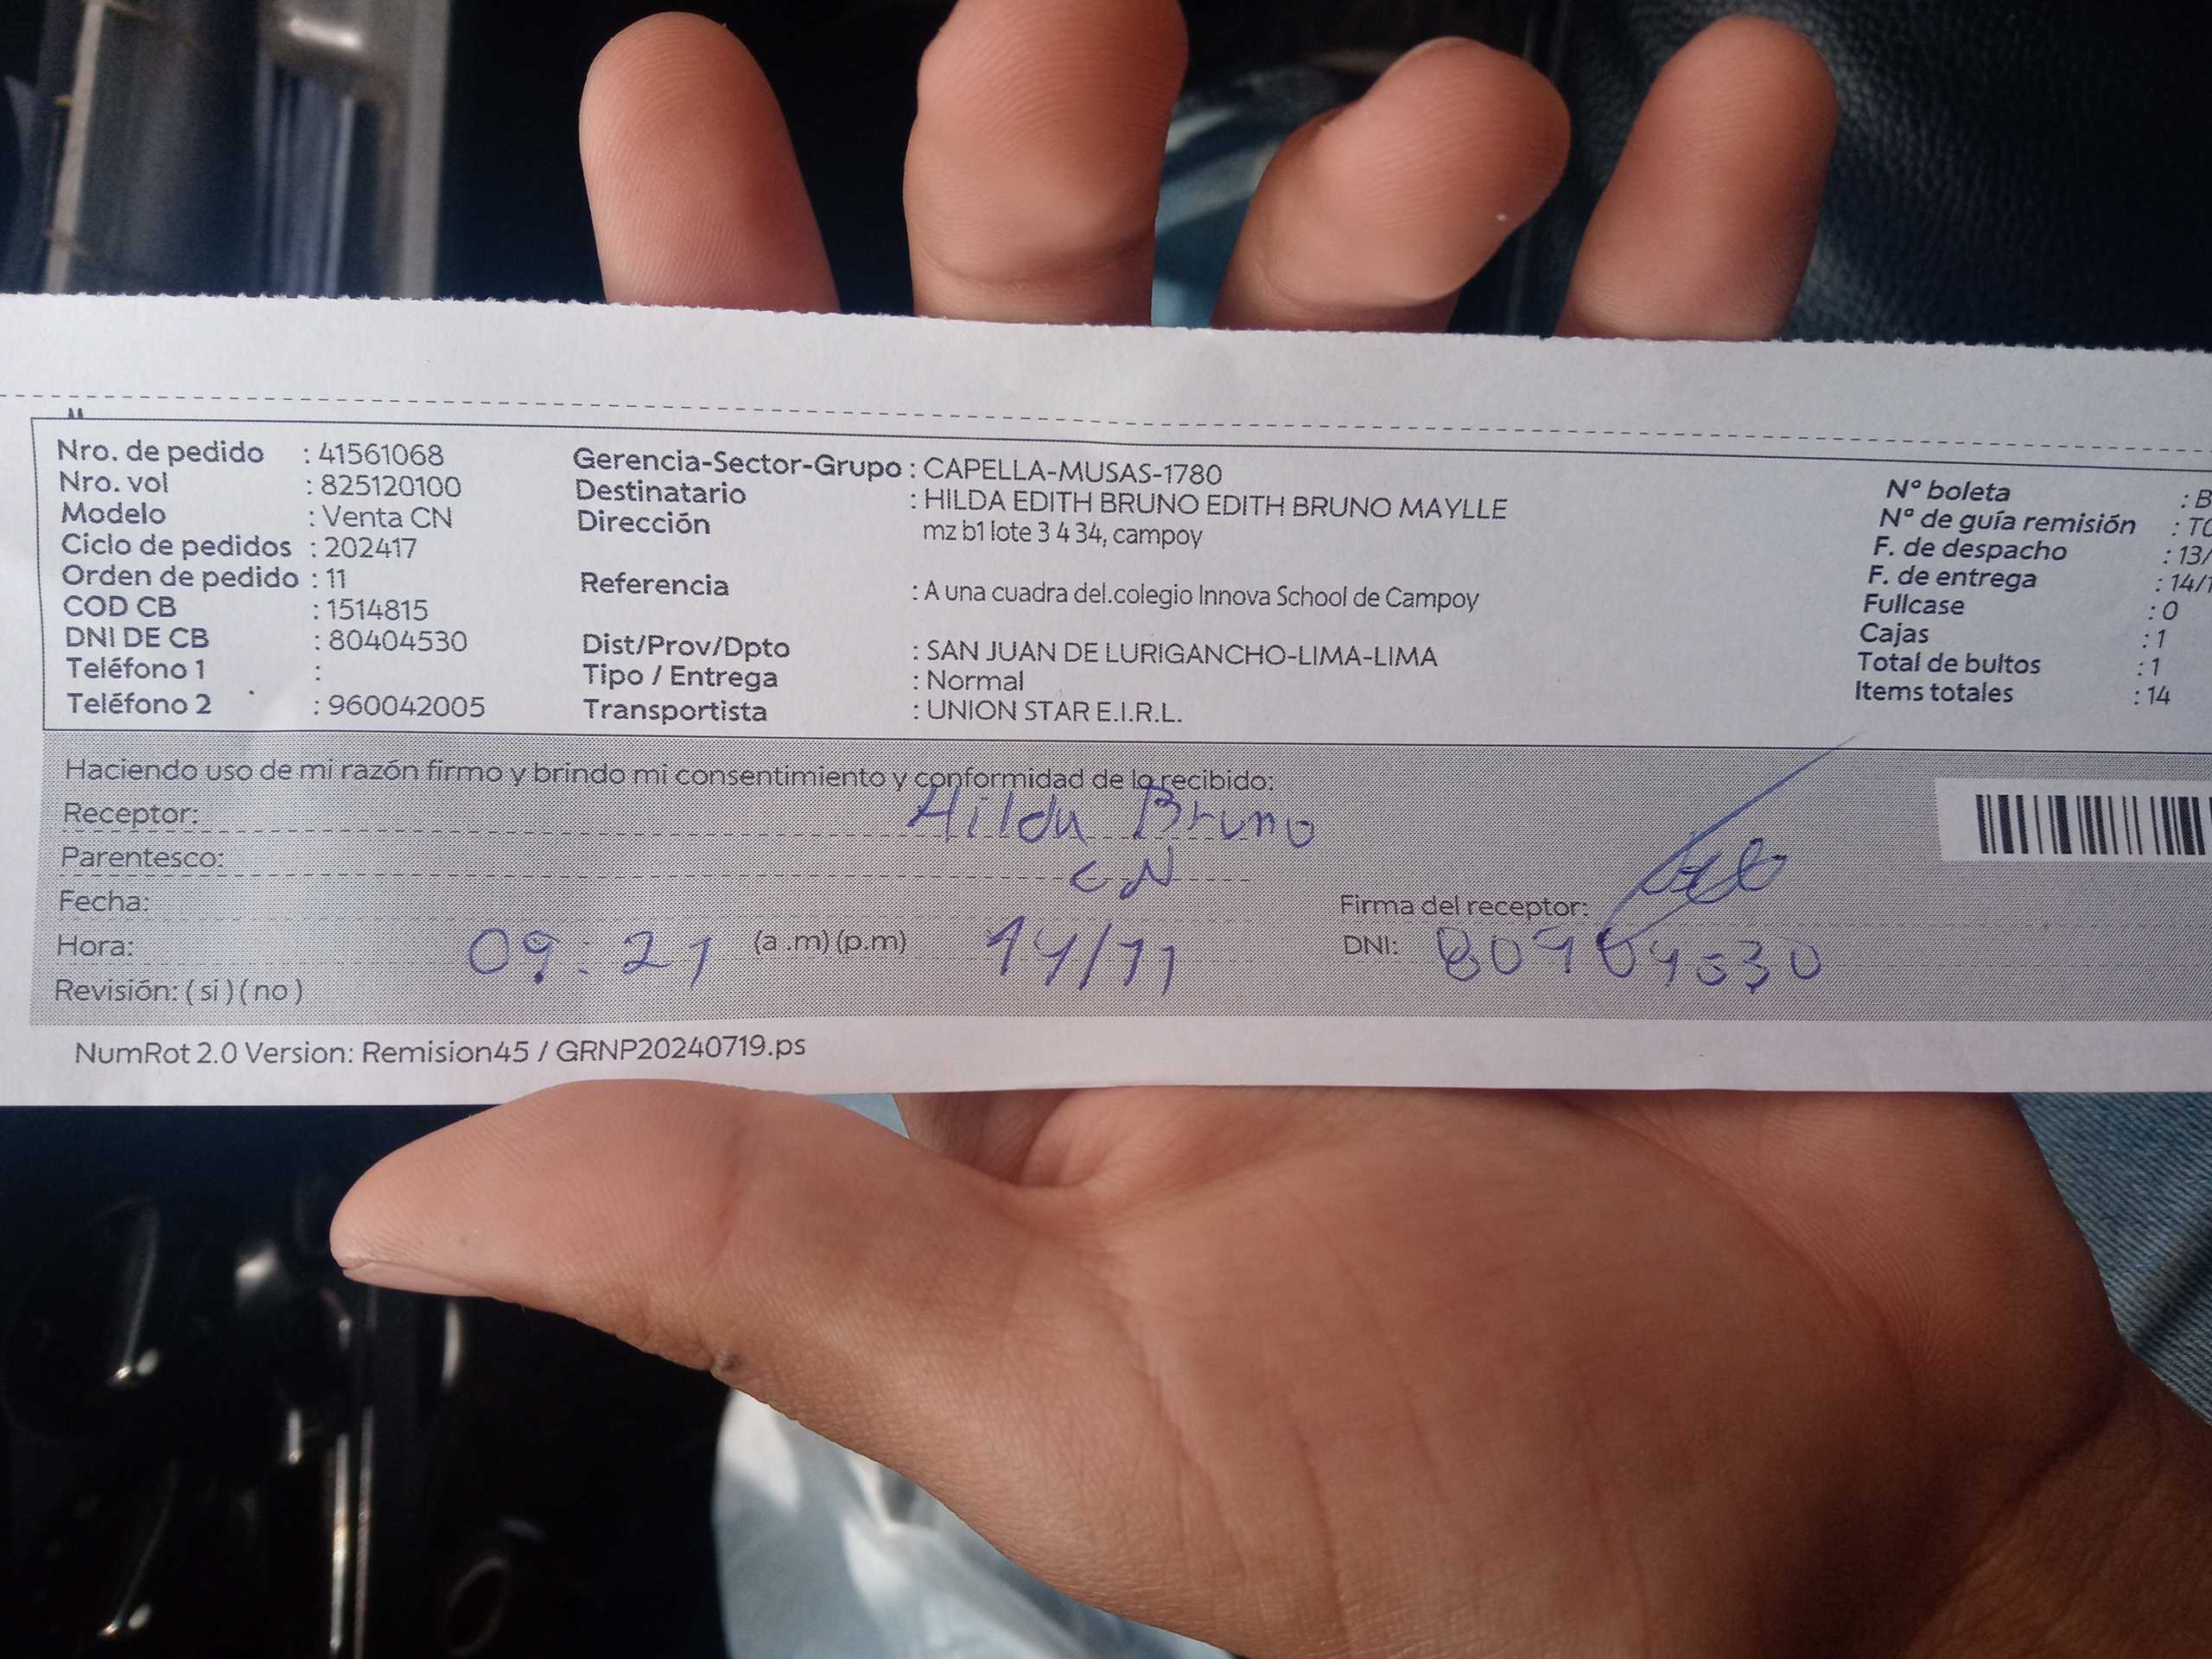 Nro. de pedido : 41561068
Nro. vol : 825120100
Modelo : Venta CN
Ciclo de pedidos : 202417
Orden de pedido : 11
COD CB : 1514815
DNI DE CB : 80404530
Teléfono 1 :
Teléfono 2 : 960042005
Gerencia-Sector-Grupo : CAPELLA-MUSAS-1780
Destinatario : HILDA EDITH BRUNO EDITH BRUNO MAYLLE
Dirección mz b1 lote 3 4 34, campoy
Referencia : A una cuadra del.colegio Innova School de Campoy
Dist/Prov/Dpto : SAN JUAN DE LURIGANCHO-LIMA-LIMA
Tipo / Entrega : Normal
Transportista : UNION STAR E.I.R.L.
N° boleta : B
N° de guía remisión :
F. de despacho : 13/
F. de entrega : 14/1
Fullcase : 0
Cajas : 1
Total de bultos : 1
Items totales : 14
Haciendo uso de mi razón firmo y brindo mi consentimiento y conformidad de lo recibido:
Receptor: Hilda Bruno
Parentesco: CN
Fecha:
Firma del receptor:
Hora: 09:21 (a .m) (p.m) 14/11
DNI: 80404530
Revisión: ( si ) ( no )
NumRot 2.0 Version: Remision45 / GRNP20240719.ps